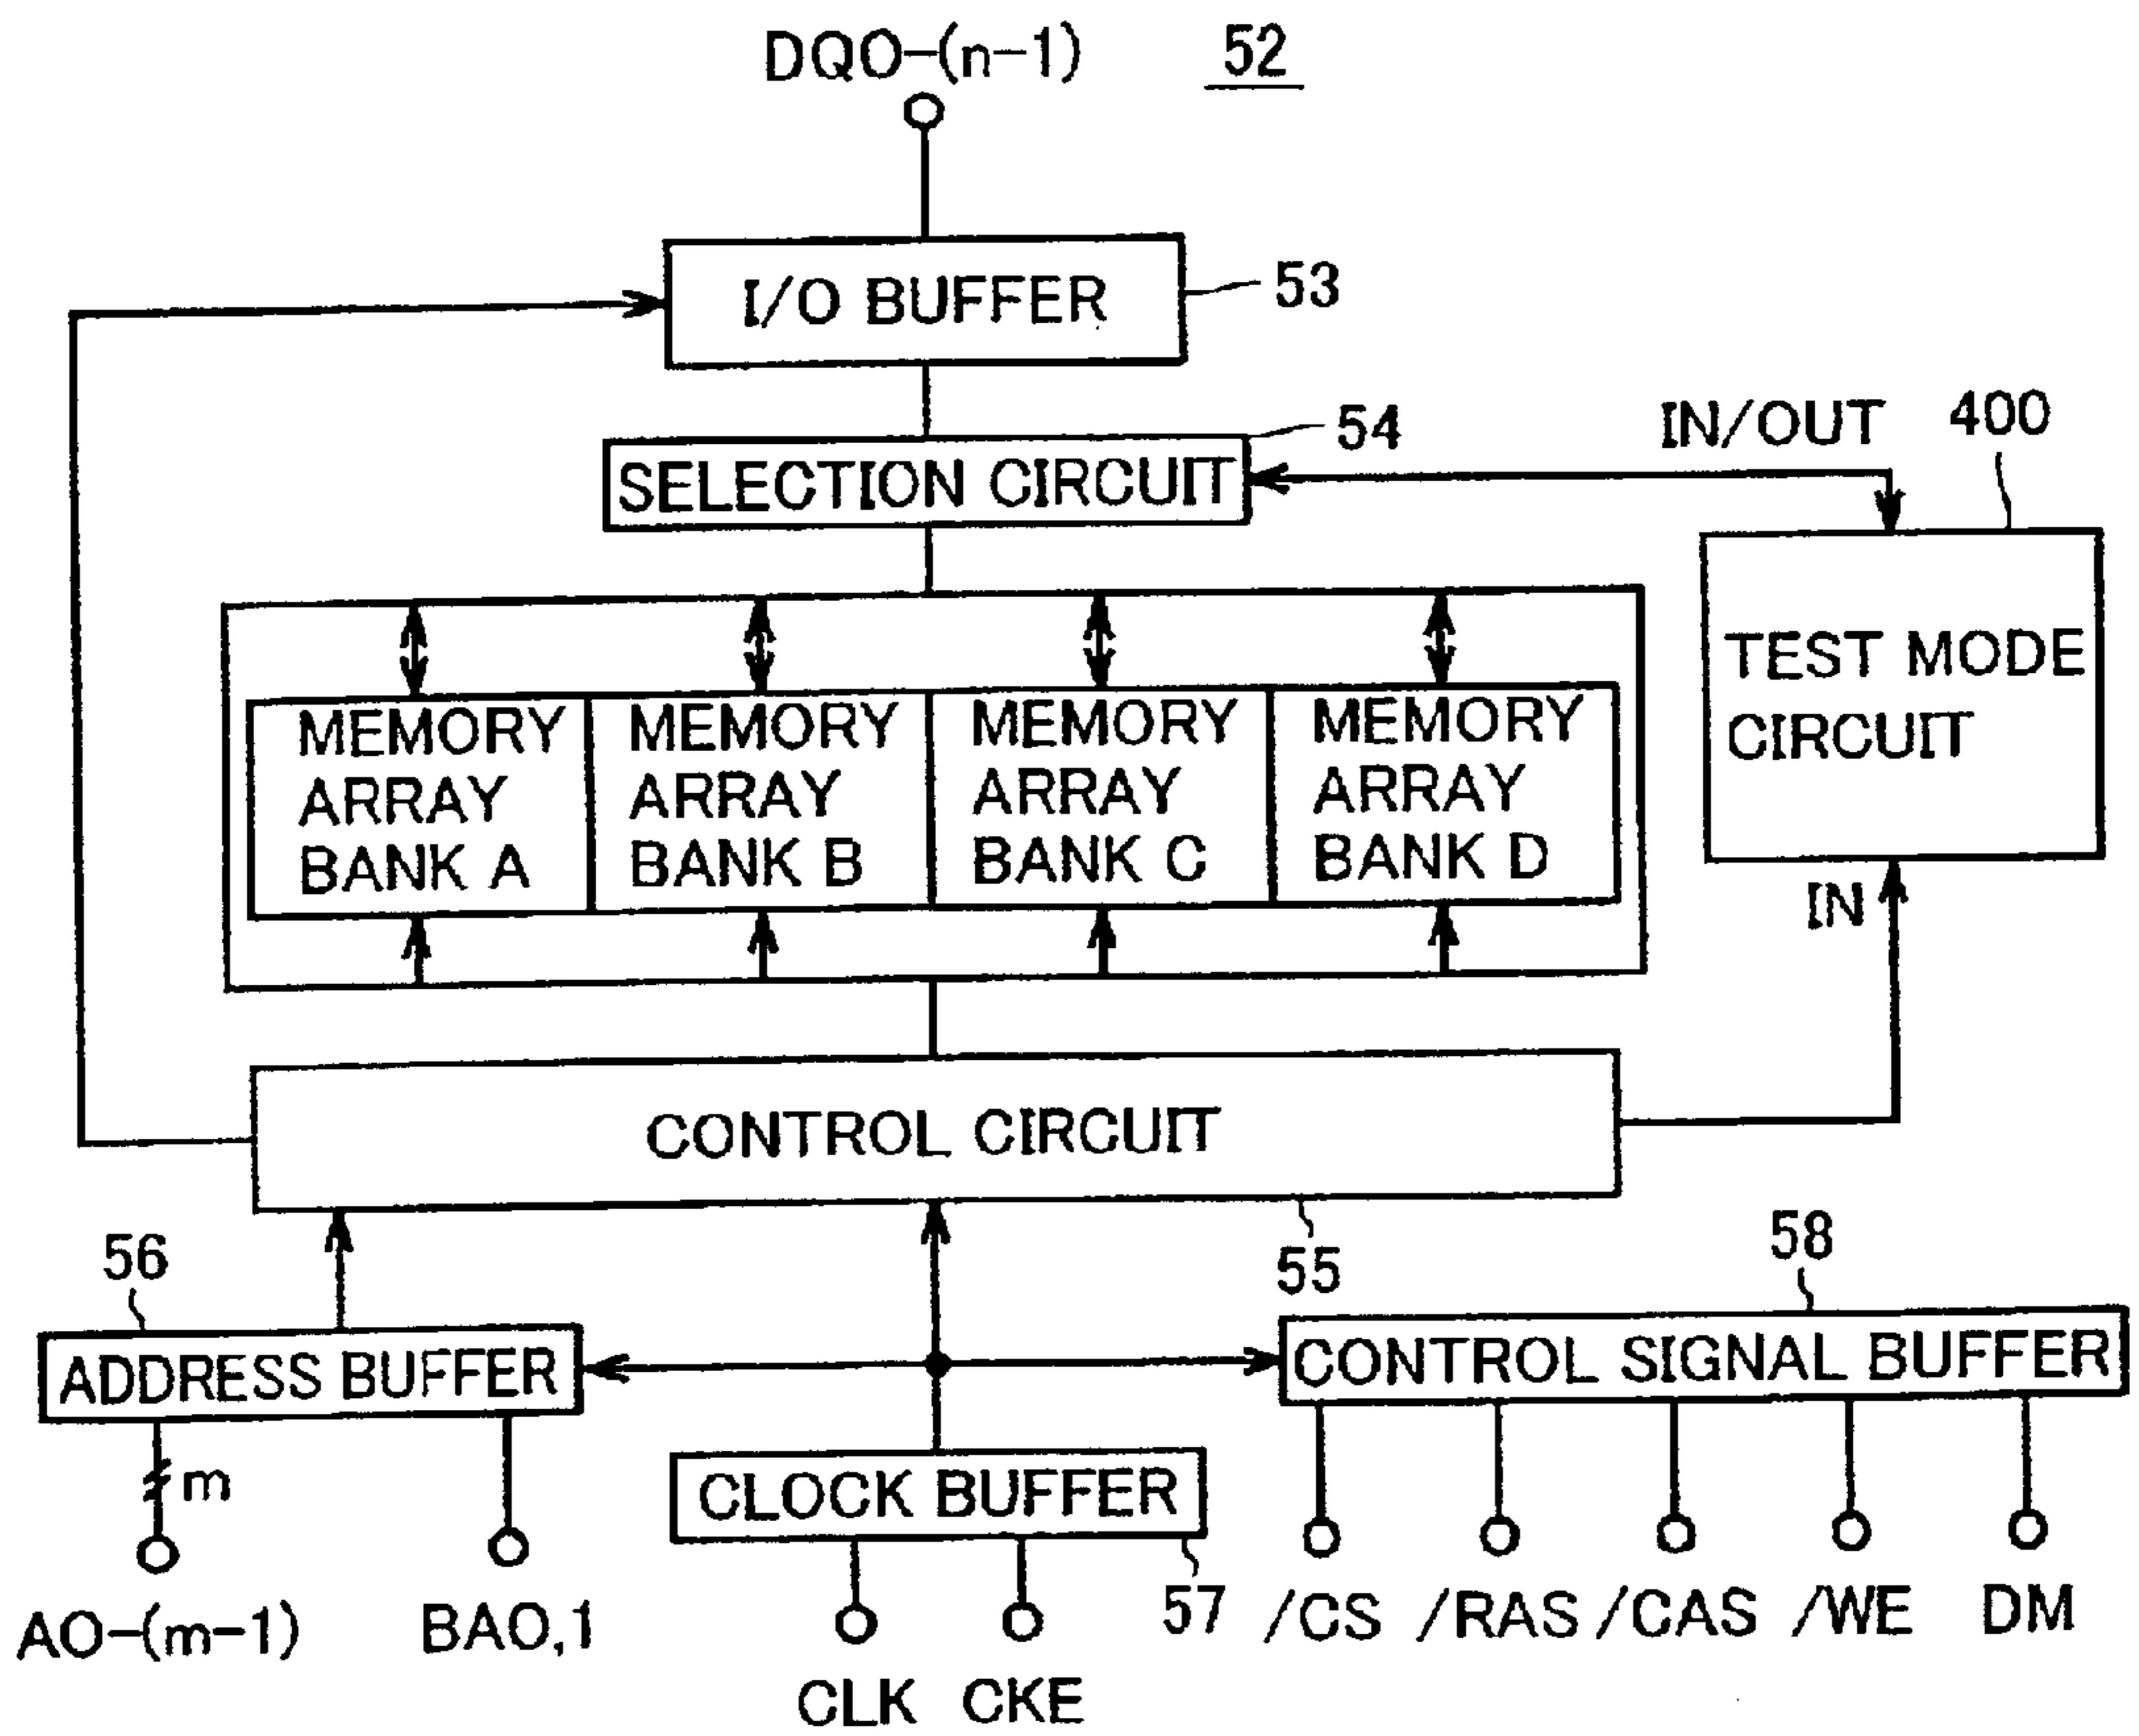 DQ0-(n-1) 52
I/O BUFFER 53
54 IN/OUT 400
SELECTION CIRCUIT
TEST MODE
CIRCUIT
MEMORY MEMORY MEMORY MEMORY
ARRAY ARRAY ARRAY ARRAY
BANK A BANK B BANK C BANK D
IN
CONTROL CIRCUIT
56 55 58
ADDRESS BUFFER CONTROL SIGNAL BUFFER
m CLOCK BUFFER
57
A0-(m-1) BA0,1 /CS /RAS /CAS /WE DM
CLK CKE